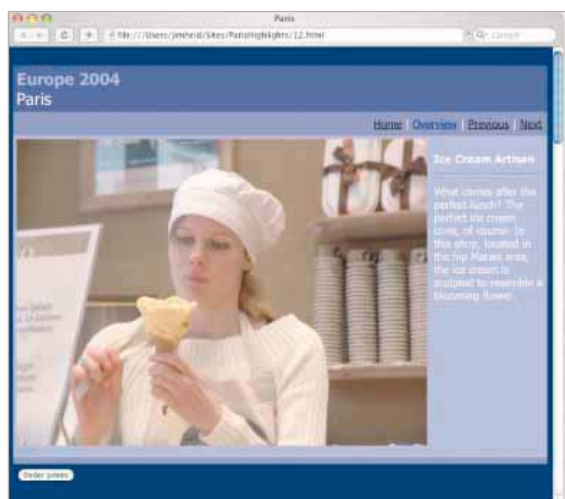 Paris
file:///Users/jimheid/Sites/ParisHighlights/12.html
Google
Europe 2004
Paris
Home | Overview | Previous | Next
Ice Cream Artisan
What comes after the
perfect lunch? The
perfect ice cream
cone, of course. In
this shop, located in
the hip Marais area,
the ice cream is
sculpted to resemble a
blooming flower.
Order prints